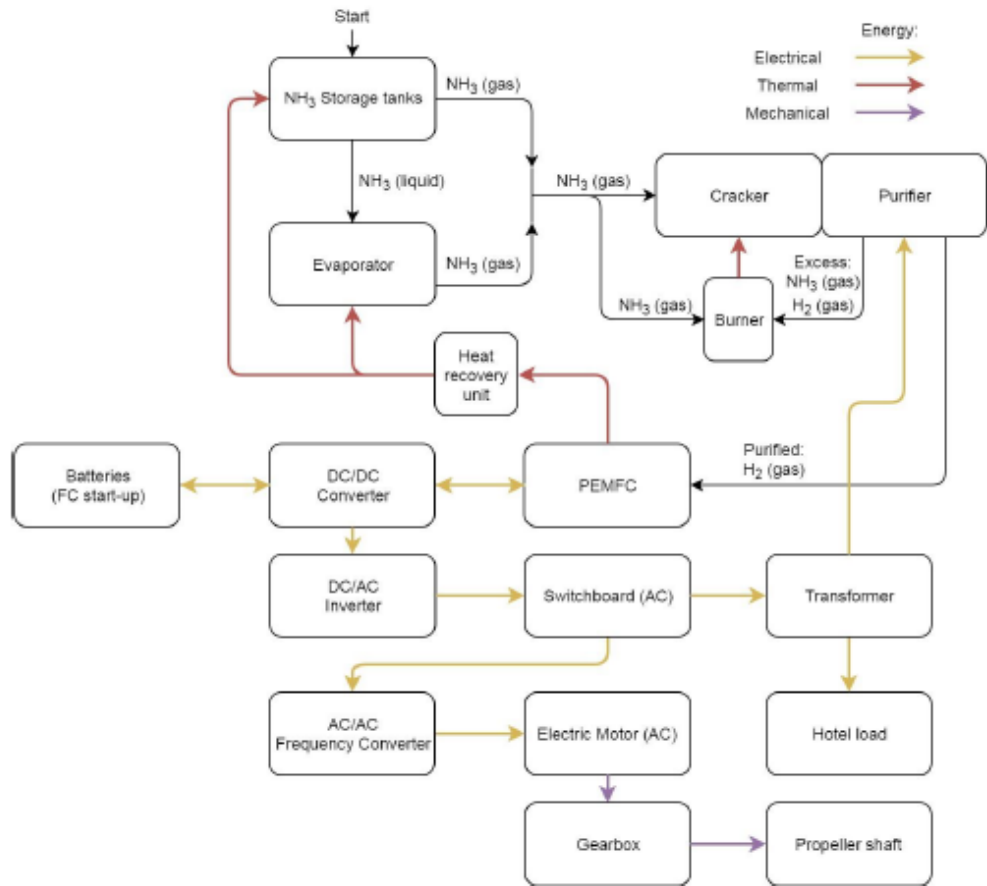 Start
Energy:
Electrical
Thermal
Mechanical
NH₃ Storage tanks
NH₃ (gas)
NH₃ (liquid)
NH₃ (gas)
Cracker
Purifier
Evaporator
NH₃ (gas)
Excess:
NH₃ (gas)
H₂ (gas)
NH₃ (gas)
Burner
Heat
recovery
unit
Purified:
H₂ (gas)
Batteries
(FC start-up)
DC/DC
Converter
PEMFC
DC/AC
Inverter
Switchboard (AC)
Transformer
AC/AC
Frequency Converter
Electric Motor (AC)
Hotel load
Gearbox
Propeller shaft